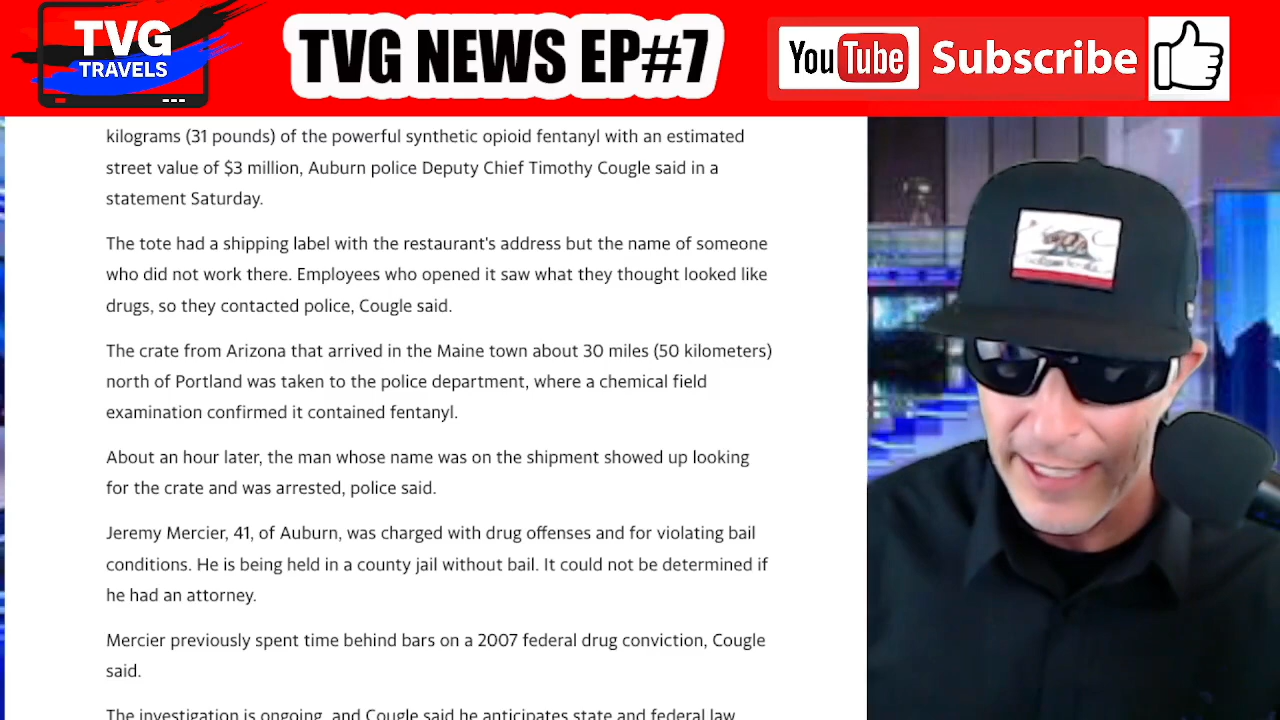 TVG
TRAVELS
TVG NEWS EP#7
YouTube
Subscribe
kilograms (31 pounds) of the powerful synthetic opioid fentanyl with an estimated
street value of $3 million, Auburn police Deputy Chief Timothy Cougle said in a
statement Saturday.
The tote had a shipping label with the restaurant's address but the name of someone
who did not work there. Employees who opened it saw what they thought looked like
drugs, so they contacted police, Cougle said.
The crate from Arizona that arrived in the Maine town about 30 miles (50 kilometers)
north of Portland was taken to the police department, where a chemical field
examination confirmed it contained fentanyl.
About an hour later, the man whose name was on the shipment showed up looking
for the crate and was arrested, police said.
Jeremy Mercier, 41, of Auburn, was charged with drug offenses and for violating bail
conditions. He is being held in a county jail without bail. It could not be determined if
he had an attorney.
Mercier previously spent time behind bars on a 2007 federal drug conviction, Cougle
said.
The investigation is ongoing, and Cougle said he anticipates state and federal law